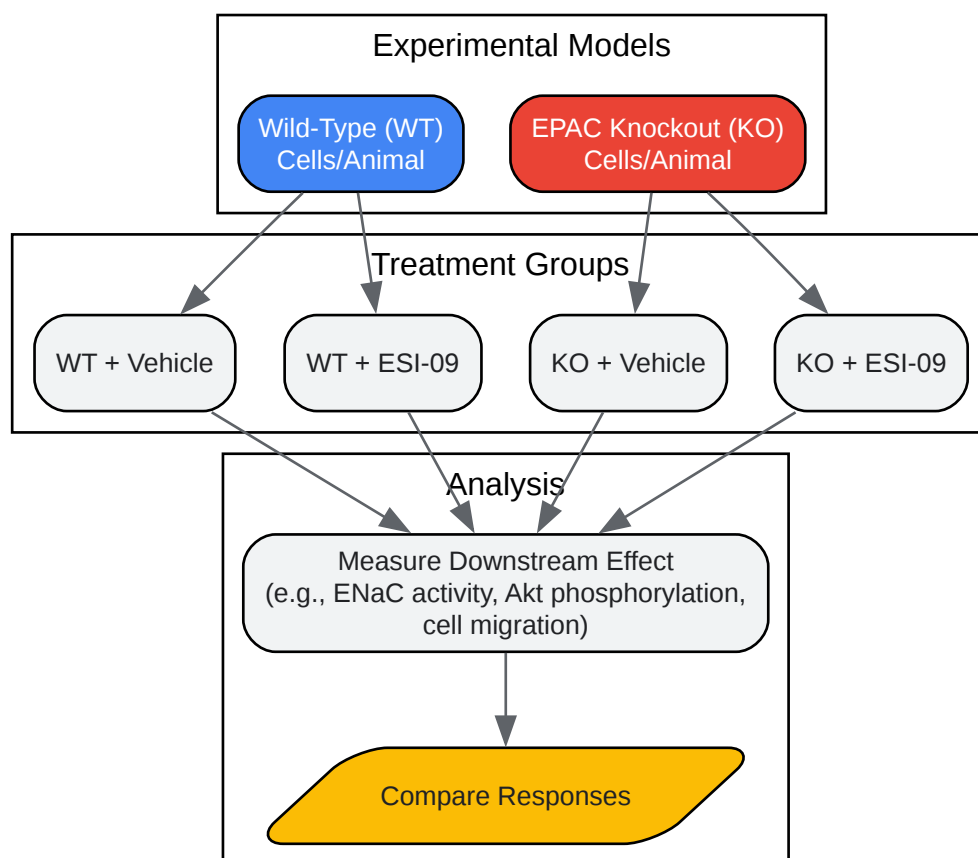 Experimental Models
Wild-Type (WT)
Cells/Animal
EPAC Knockout (KO)
Cells/Animal
Treatment Groups
WT + Vehicle
WT + ESI-09
KO + Vehicle
KO + ESI-09
Analysis
Measure Downstream Effect
(e.g., ENaC activity, Akt phosphorylation,
cell migration)
Compare Responses